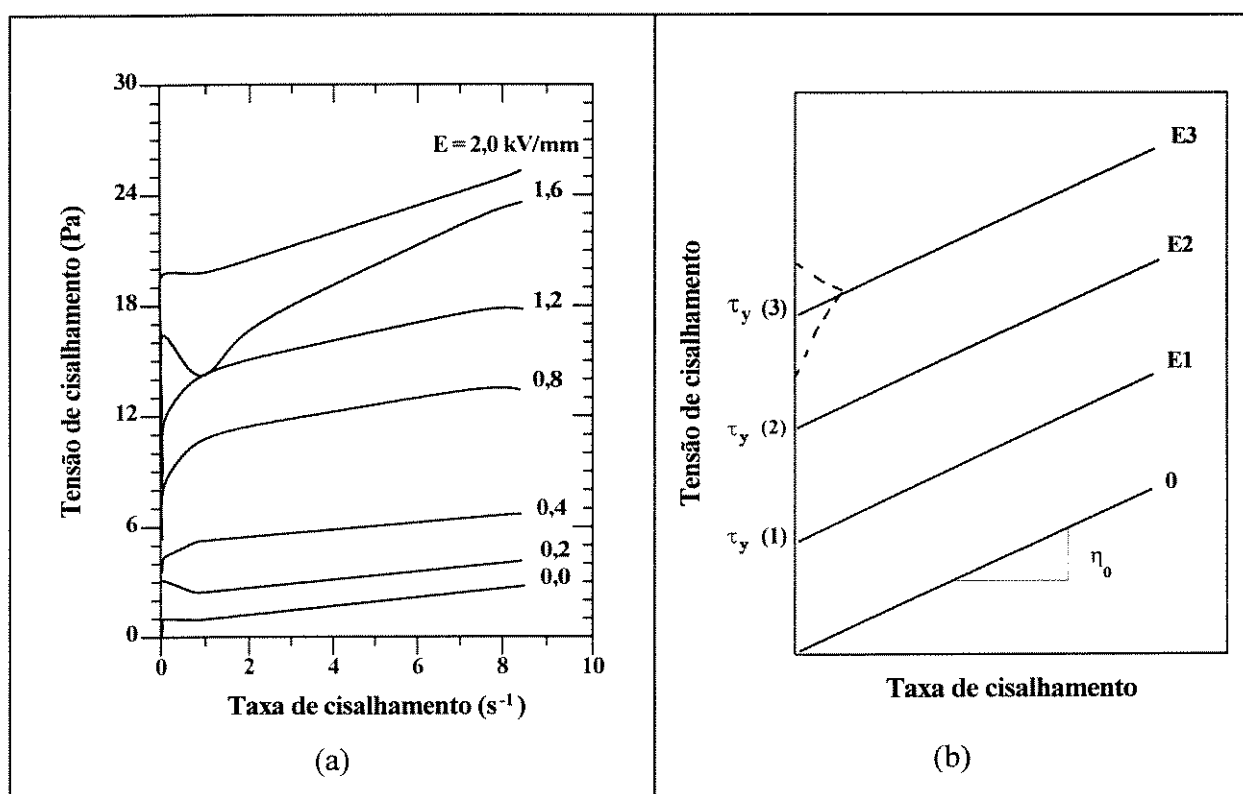 30
24
18
12
6
0
Tensão de cisalhamento (Pa)
E = 2,0 kV/mm
1,6
1,2
0,8
0,4
0,2
0,0
0 2 4 6 8 10
Taxa de cisalhamento (s⁻¹)
(a)
Tensão de cisalhamento
τy (3)
τy (2)
τy (1)
E3
E2
E1
0
η₀
Taxa de cisalhamento
(b)